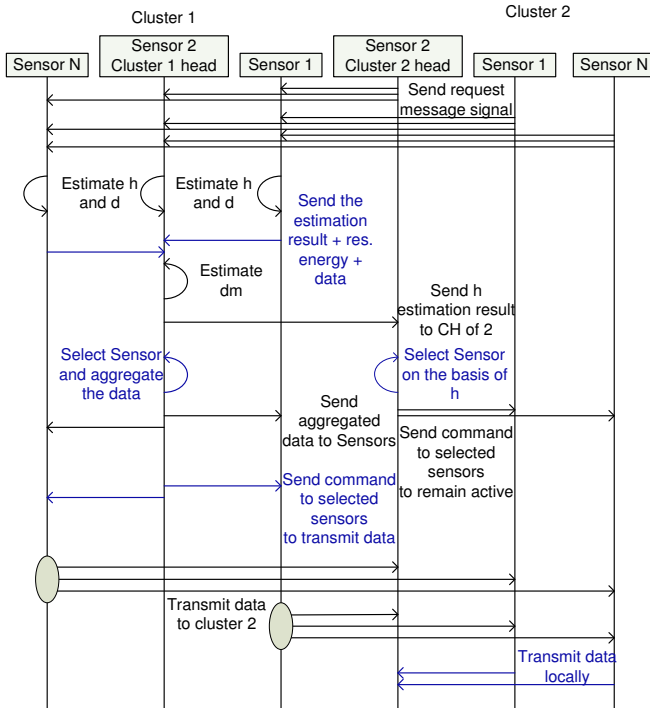 Cluster 1
Cluster 2
Sensor N
Sensor 2
Cluster 1 head
Sensor 1
Sensor 2
Cluster 2 head
Sensor 1
Sensor N
Send request
message signal
Estimate h
and d
Estimate h
and d
Send the
estimation
result + res.
energy +
data
Estimate
dm
Send h
estimation result
to CH of 2
Select Sensor
and aggregate
the data
Select Sensor
on the basis of
h
Send
aggregated
data to Sensors
Send command
to selected
sensors
to remain active
Send command
to selected
sensors
to transmit data
Transmit data
to cluster 2
Transmit data
locally